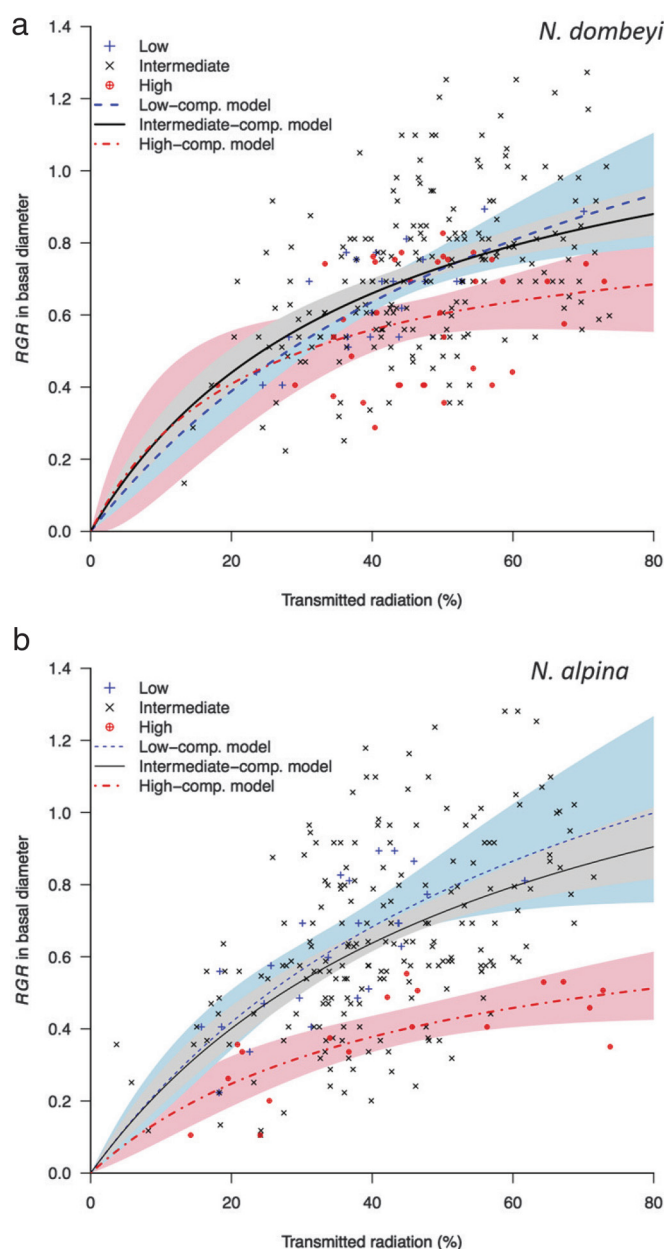 a
N. dombeyi
1.4
1.2
1.0
0.8
0.6
0.4
0.2
0.0
RGR in basal diameter
Low
Intermediate
High
Low−comp. model
Intermediate−comp. model
High−comp. model
0 20 40 60 80
Transmitted radiation (%)
b
N. alpina
1.4
1.2
1.0
0.8
0.6
0.4
0.2
0.0
RGR in basal diameter
Low
Intermediate
High
Low−comp. model
Intermediate−comp. model
High−comp. model
0 20 40 60 80
Transmitted radiation (%)